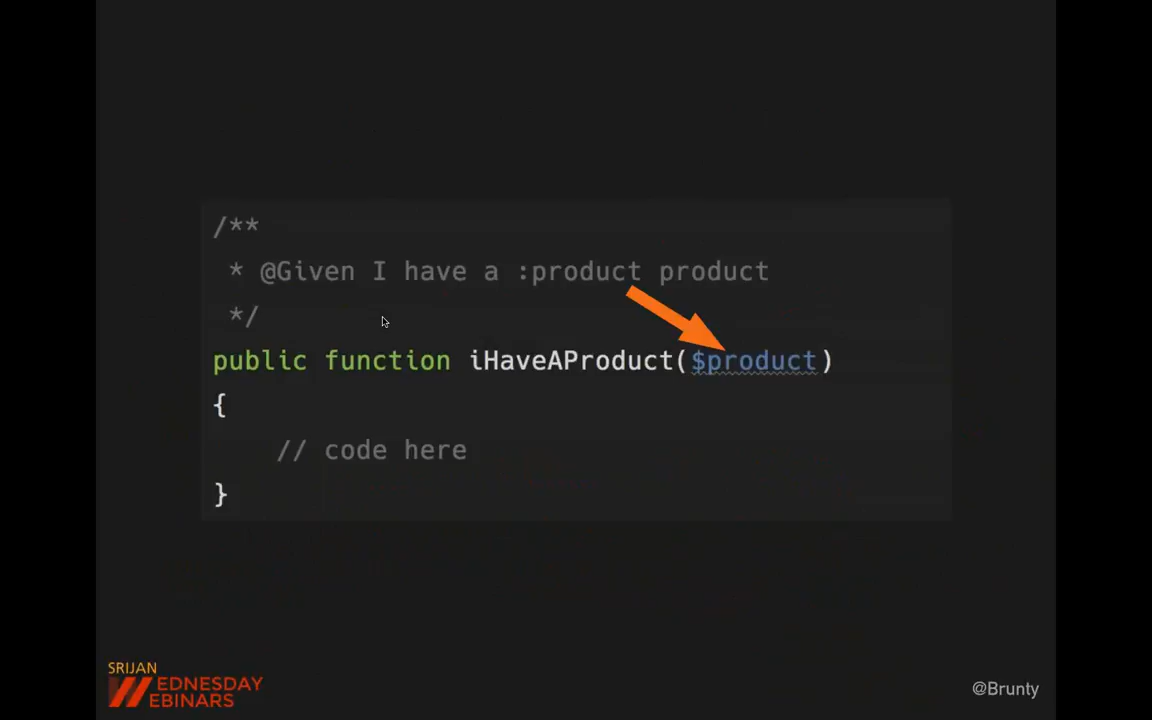 /**
 * @Given I have a :product product
 */
public function iHaveAProduct($product)
{
    // code here
}
SRIJAN
WEDNESDAY
WEBINARS
@Brunty